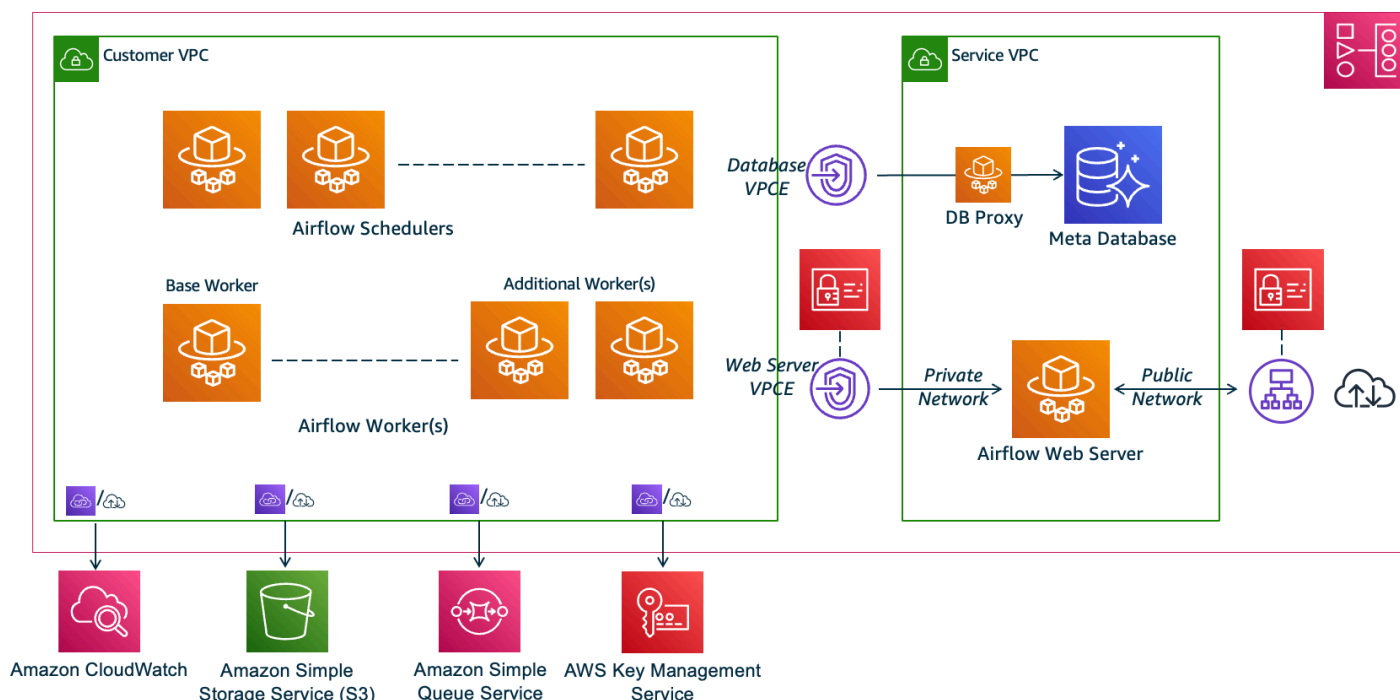 Customer VPC
Service VPC
Database
VPCE
DB Proxy
Airflow Schedulers
Meta Database
Base Worker
Additional Worker(s)
Web Server
VPCE
Private
Network
Public
Network
Airflow Worker(s)
Airflow Web Server
/
/
/
/
Amazon CloudWatch
Amazon Simple
Storage Service (S3)
Amazon Simple
Queue Service
AWS Key Management
Service